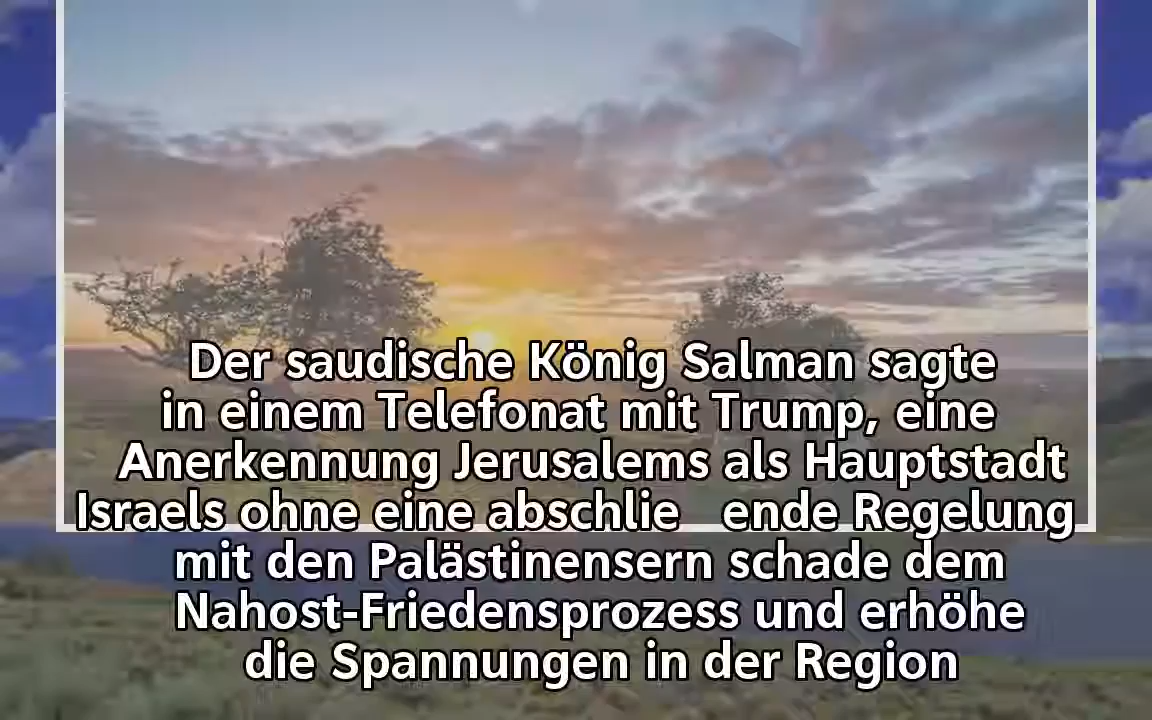 Der saudische König Salman sagte
in einem Telefonat mit Trump, eine
Anerkennung Jerusalems als Hauptstadt
Israels ohne eine abschlie ende Regelung
mit den Palästinensern schade dem
Nahost-Friedensprozess und erhöhe
die Spannungen in der Region